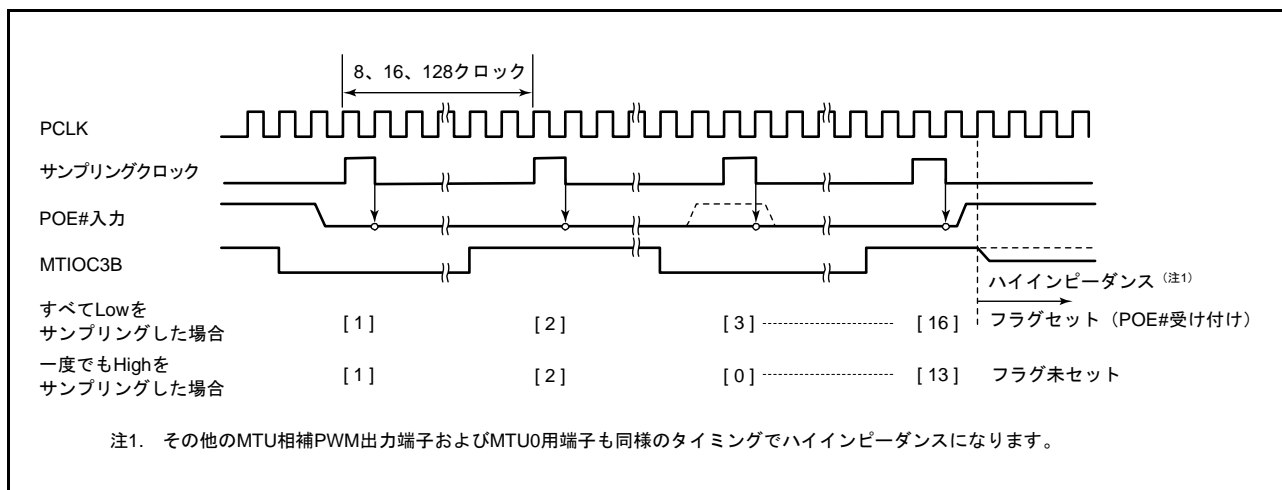 8、16、128クロック
PCLK
サンプリングクロック
POE#入力
MTIOC3B
ハイインピーダンス（注1）
すべてLowを
サンプリングした場合
[ 1 ] [ 2 ] [ 3 ] [ 16 ] フラグセット（POE#受け付け）
一度でもHighを
サンプリングした場合
[ 1 ] [ 2 ] [ 0 ] [ 13 ] フラグ未セット
注1. その他のMTU相補PWM出力端子およびMTU0用端子も同様のタイミングでハイインピーダンスになります。